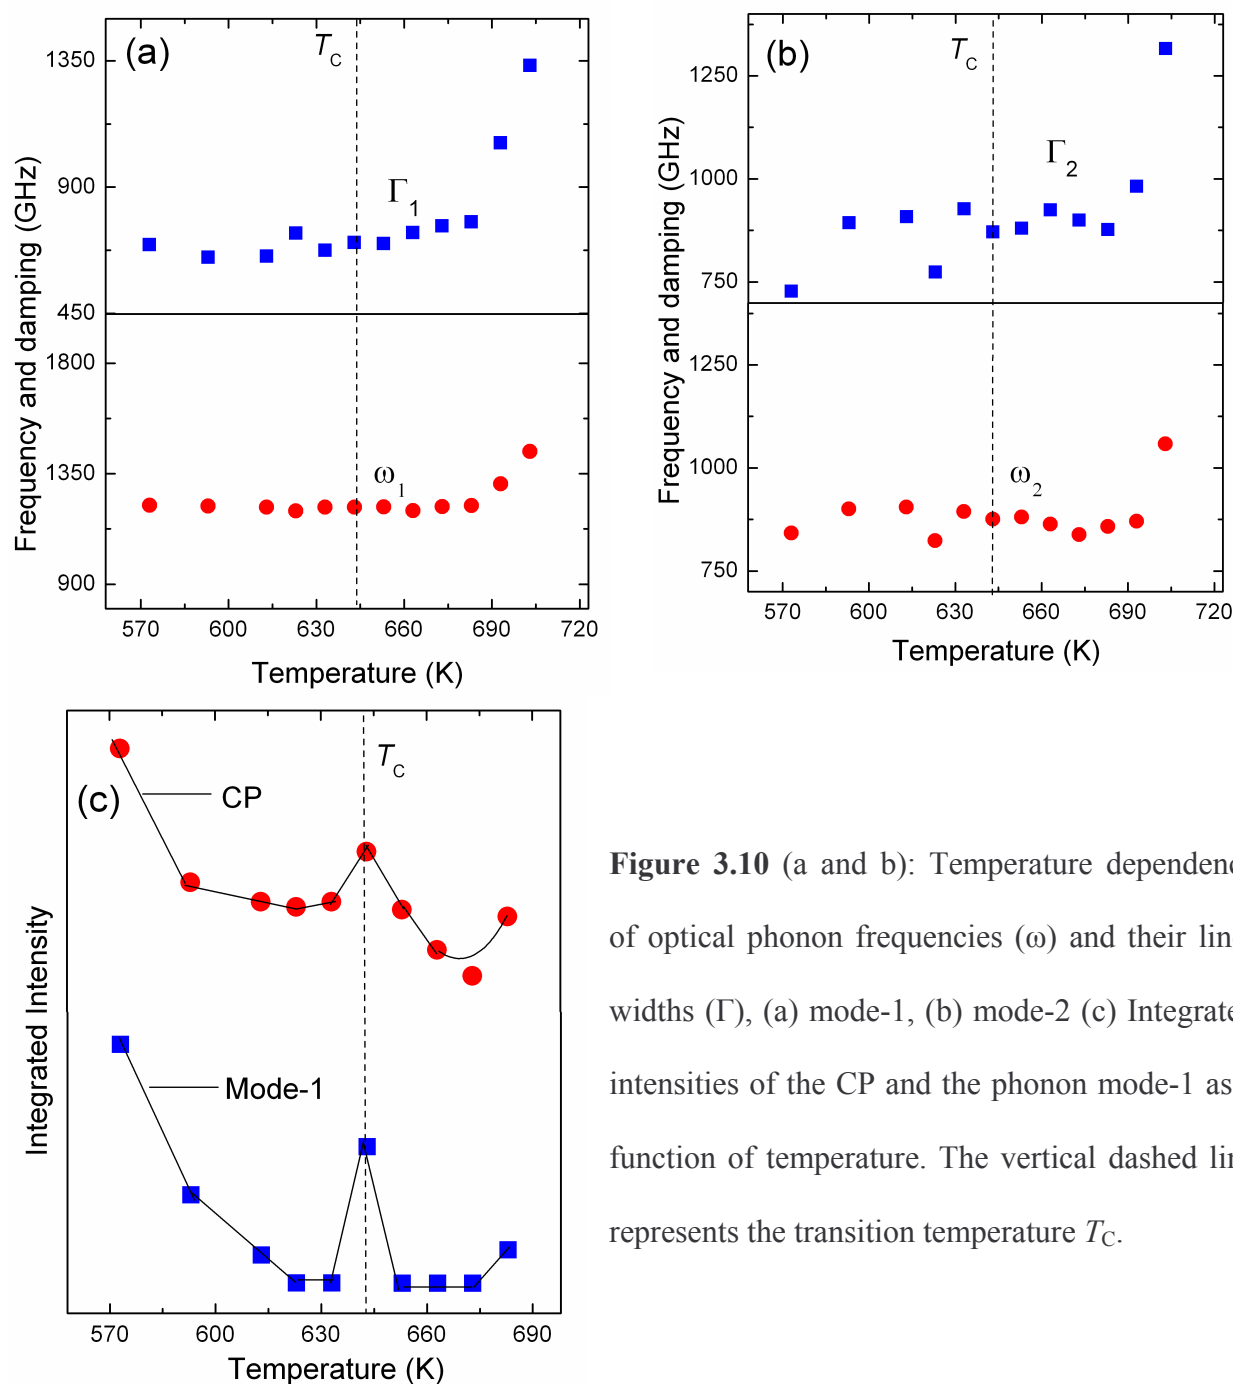 (a)
T_C
Γ_1
ω_1
Frequency and damping (GHz)
1350
900
450
1800
1350
900
570 600 630 660 690 720
Temperature (K)
(b)
T_C
Γ_2
ω_2
Frequency and damping (GHz)
1250
1000
750
1250
1000
750
570 600 630 660 690 720
Temperature (K)
(c)
T_C
CP
Mode-1
Integrated Intensity
570 600 630 660 690
Temperature (K)
Figure 3.10 (a and b): Temperature dependenc
of optical phonon frequencies (ω) and their lin
widths (Γ), (a) mode-1, (b) mode-2 (c) Integrate
intensities of the CP and the phonon mode-1 as
function of temperature. The vertical dashed lin
represents the transition temperature T_C.